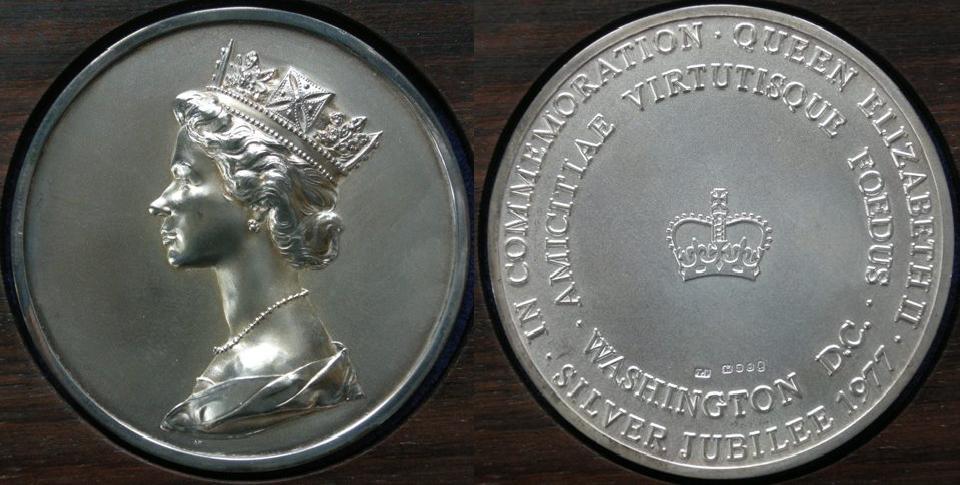 · IN COMMEMORATION · QUEEN ELIZABETH II ·
SILVER JUBILEE 1977
AMICITIAE VIRTUTISQUE FOEDUS
· WASHINGTON D.C. ·